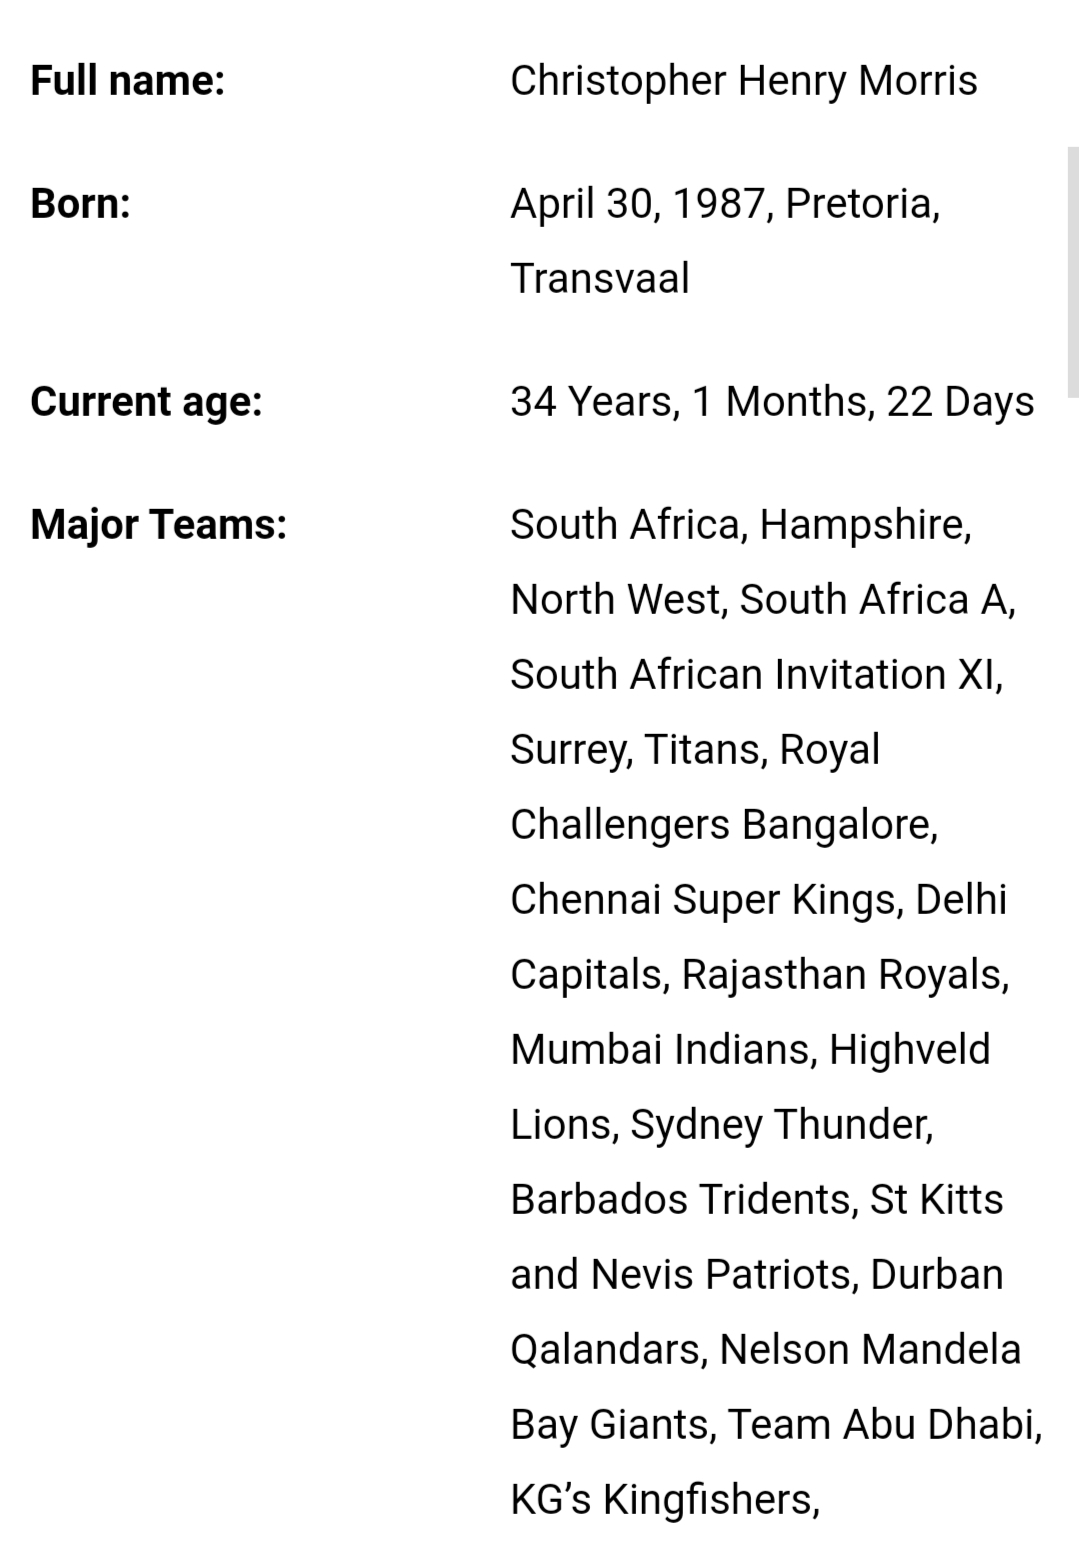 Full name: Christopher Henry Morris
Born: April 30, 1987, Pretoria,
Transvaal
Current age: 34 Years, 1 Months, 22 Days
Major Teams: South Africa, Hampshire,
North West, South Africa A,
South African Invitation XI,
Surrey, Titans, Royal
Challengers Bangalore,
Chennai Super Kings, Delhi
Capitals, Rajasthan Royals,
Mumbai Indians, Highveld
Lions, Sydney Thunder,
Barbados Tridents, St Kitts
and Nevis Patriots, Durban
Qalandars, Nelson Mandela
Bay Giants, Team Abu Dhabi,
KG’s Kingfishers,